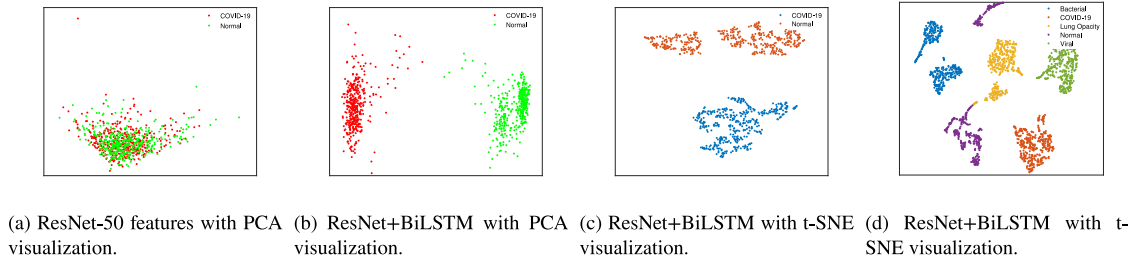 COVID-19
Normal
COVID-19
Normal
COVID-19
Normal
Bacterial
COVID-19
Lung Opacity
Normal
Viral
(a) ResNet-50 features with PCA
visualization.
(b) ResNet+BiLSTM with PCA
visualization.
(c) ResNet+BiLSTM with t-SNE
visualization.
(d) ResNet+BiLSTM with t-
SNE visualization.